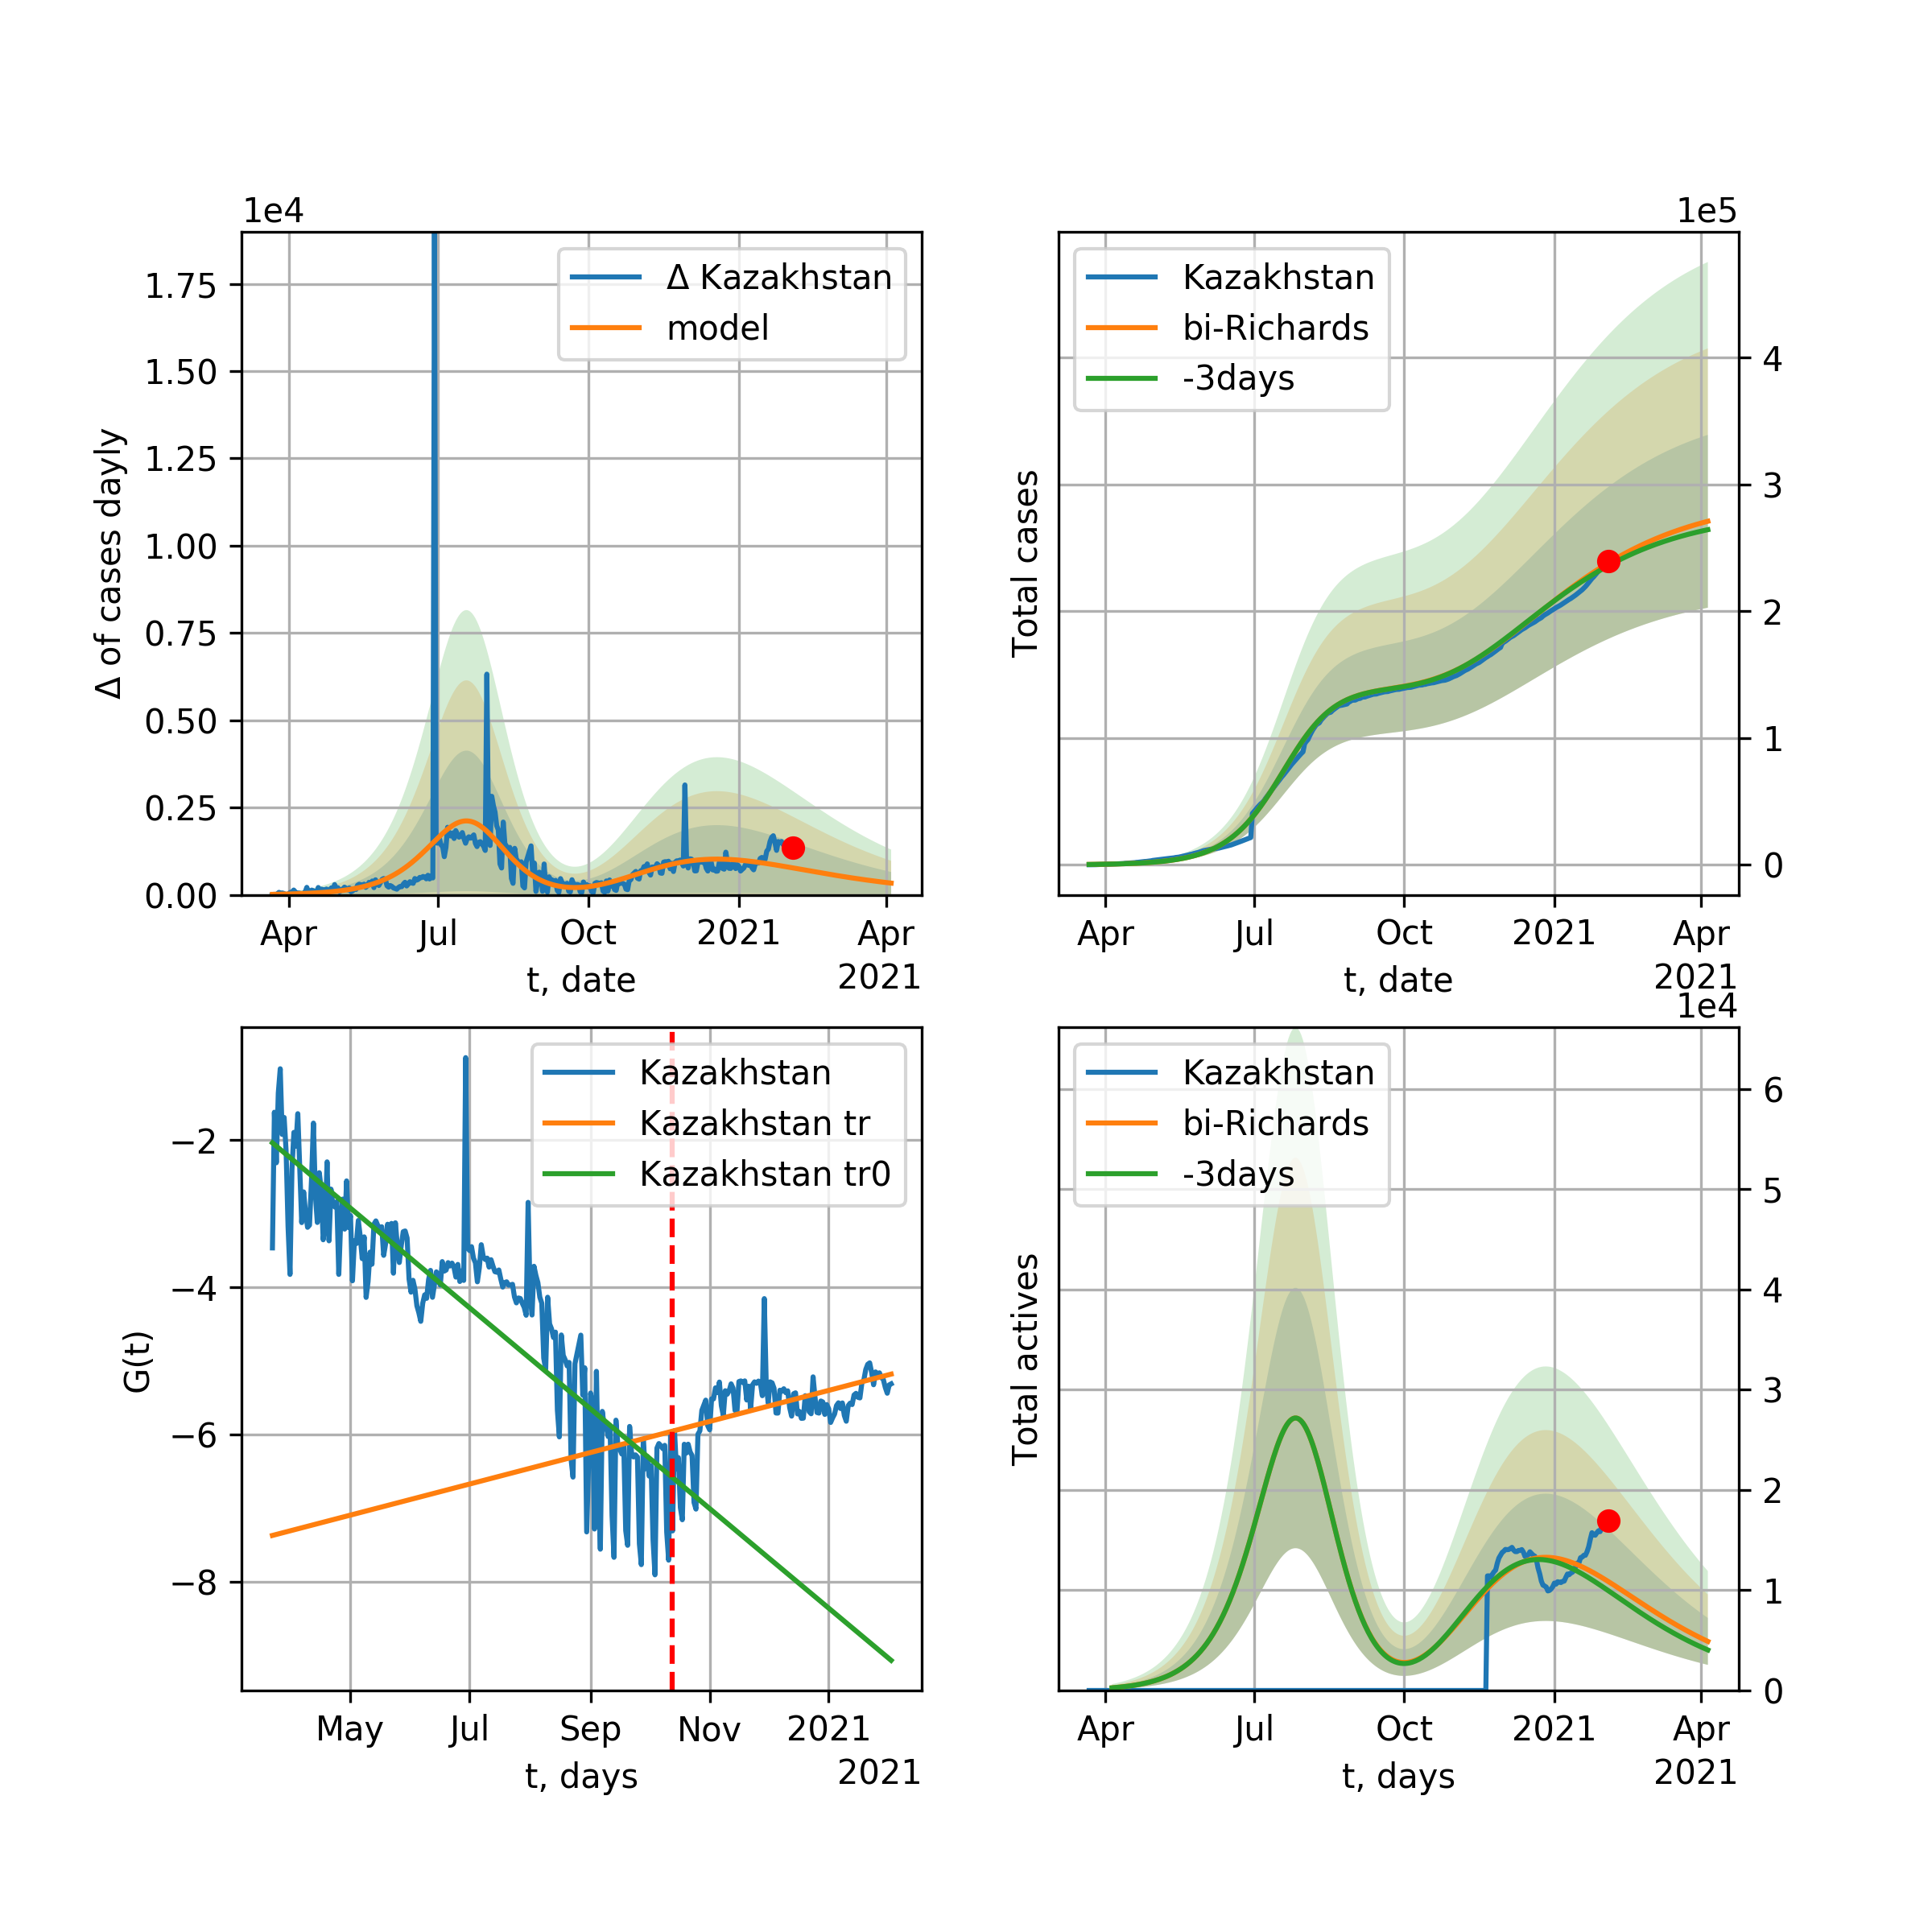 1e4
Δ of cases dayly
1.75
1.50
1.25
1.00
0.75
0.50
0.25
0.00
Δ Kazakhstan
model
Apr
Jul
Oct
2021
Apr
t, date
2021
1e5
Total cases
Kazakhstan
bi-Richards
-3days
4
3
2
1
0
Apr
Jul
Oct
2021
Apr
t, date
2021
G(t)
−2
−4
−6
−8
Kazakhstan
Kazakhstan tr
Kazakhstan tr0
May
Jul
Sep
Nov
2021
t, days
2021
1e4
Total actives
Kazakhstan
bi-Richards
-3days
6
5
4
3
2
1
0
Apr
Jul
Oct
2021
Apr
t, days
2021